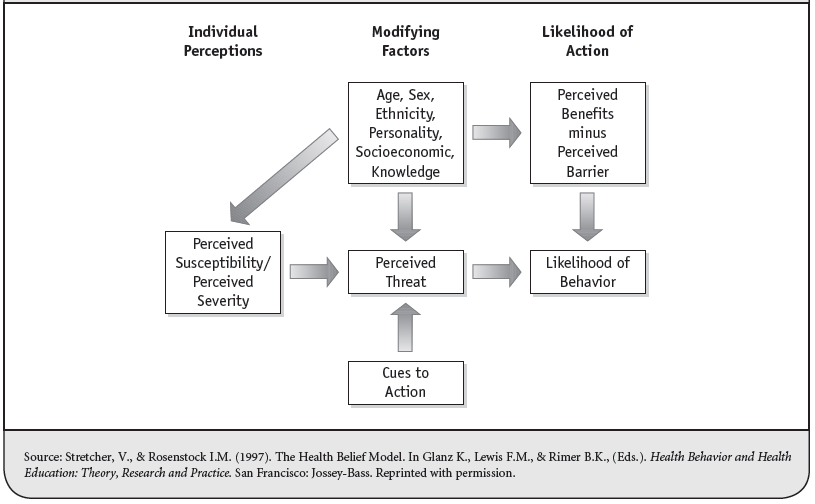 Individual
Perceptions
Modifying
Factors
Likelihood of
Action
Age, Sex,
Ethnicity,
Personality,
Socioeconomic,
Knowledge
Perceived
Benefits
minus
Perceived
Barrier
Perceived
Susceptibility/
Perceived
Severity
Perceived
Threat
Likelihood of
Behavior
Cues to
Action
Source: Stretcher, V., & Rosenstock I.M. (1997). The Health Belief Model. In Glanz K., Lewis F.M., & Rimer B.K., (Eds.). Health Behavior and Health
Education: Theory, Research and Practice. San Francisco: Jossey-Bass. Reprinted with permission.